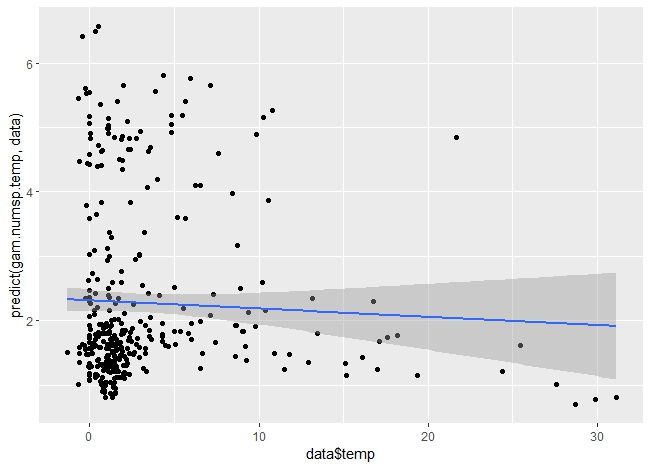 predict(gam.numsp.temp, data)
6
4
2
0 10 20 30
data$temp